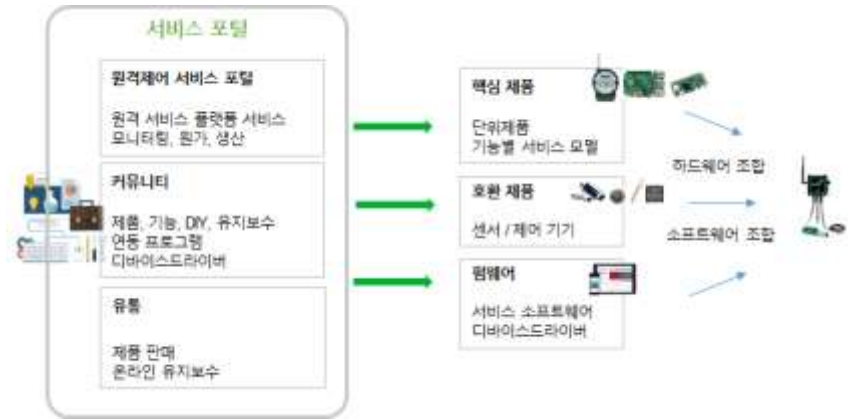 서비스 포털
원격제어 서비스 포털
원격 서비스 플랫폼 서비스
모니터링, 원가, 생산
커뮤니티
제품, 기능, DIY, 유지보수
연동 프로그램
디바이스드라이버
유통
제품 판매
온라인 유지보수
핵심 제품
단위제품
기능별 서비스 모델
호환 제품
센서 / 제어 기기
펌웨어
서비스 소프트웨어
디바이스드라이버
하드웨어 조합
소프트웨어 조합